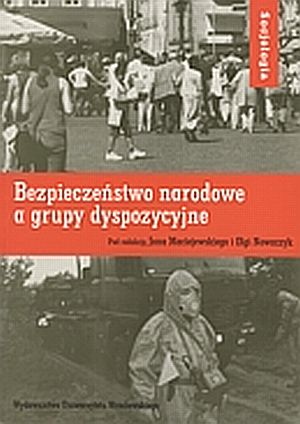 Socjologia
Bezpieczeństwo narodowe
a grupy dyspozycyjne
Pod redakcją Jana Maciejewskiego i Olgi Nowaczyk
Wydawnictwo Uniwersytetu Wrocławskiego